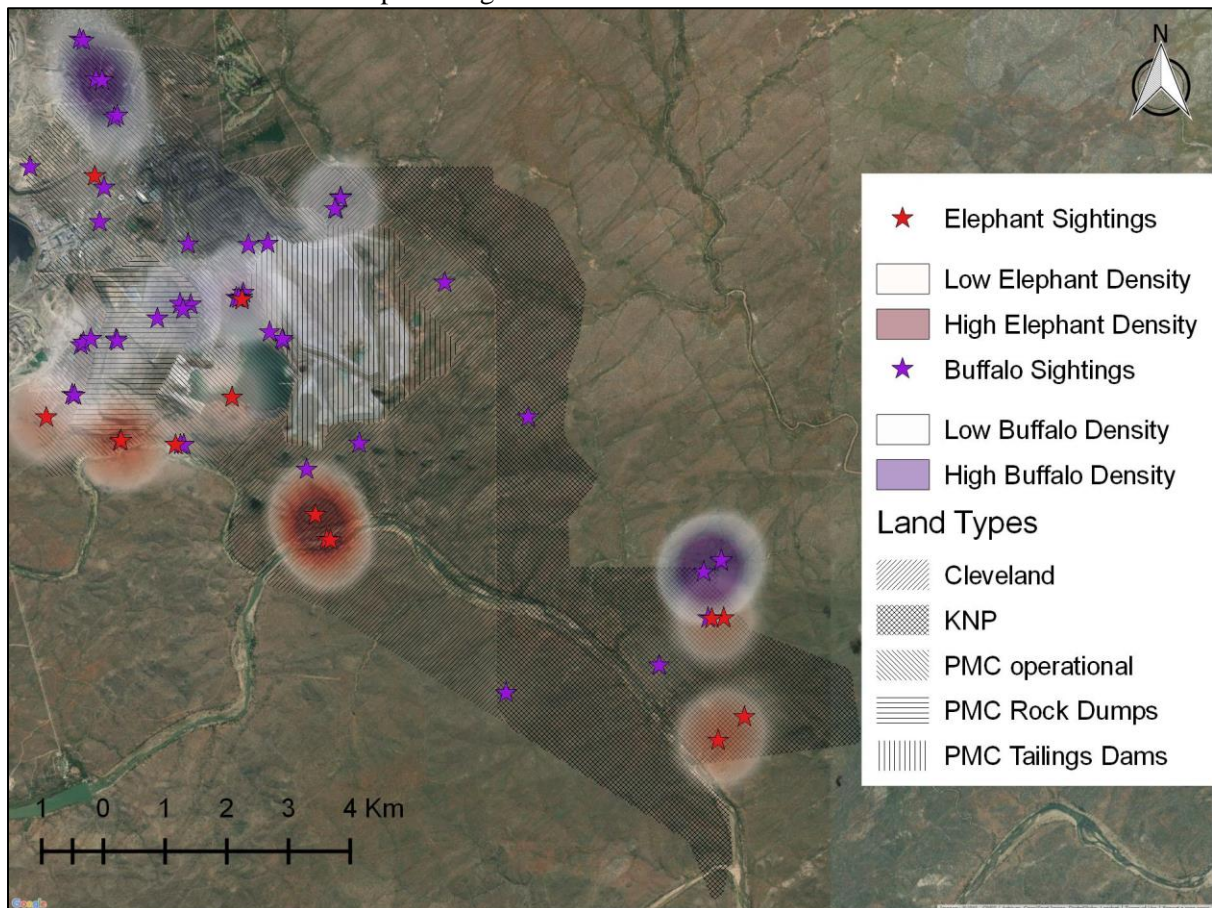 N
Elephant Sightings
Low Elephant Density
High Elephant Density
Buffalo Sightings
Low Buffalo Density
High Buffalo Density
Land Types
Cleveland
KNP
PMC operational
PMC Rock Dumps
PMC Tailings Dams
1 0 1 2 3 4 Km
Google